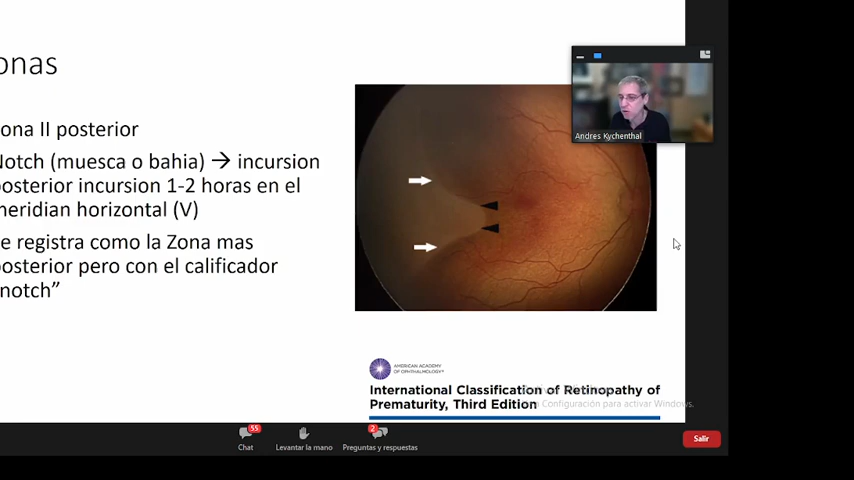 onas
ona II posterior
Notch (muesca o bahia) → incursion
posterior incursion 1-2 horas en el
meridian horizontal (V)
e registra como la Zona mas
posterior pero con el calificador
notch”
Andres Kychenthal
AMERICAN ACADEMY
OF OPHTHALMOLOGY®
International Classification of Retinopathy of
Prematurity, Third Edition
Configuración para activar Windows.
55
Chat
Levantar la mano
2
Preguntas y respuestas
Salir